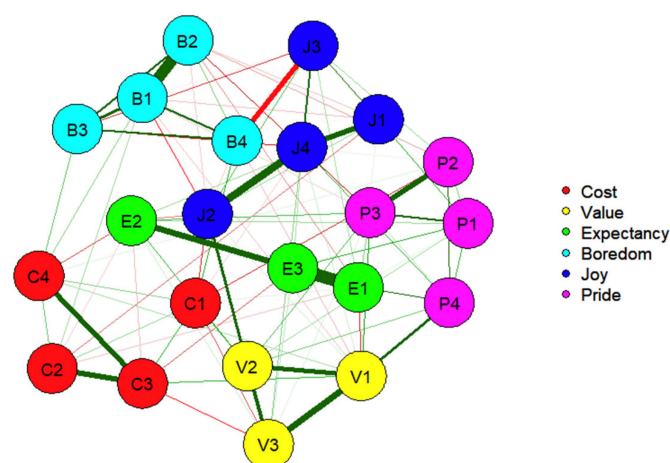 B2
J3
B1
B3
B4
J4
J1
P2
E2
J2
P3
P1
C4
E3
E1
C1
P4
C2
C3
V2
V1
V3
Cost
Value
Expectancy
Boredom
Joy
Pride